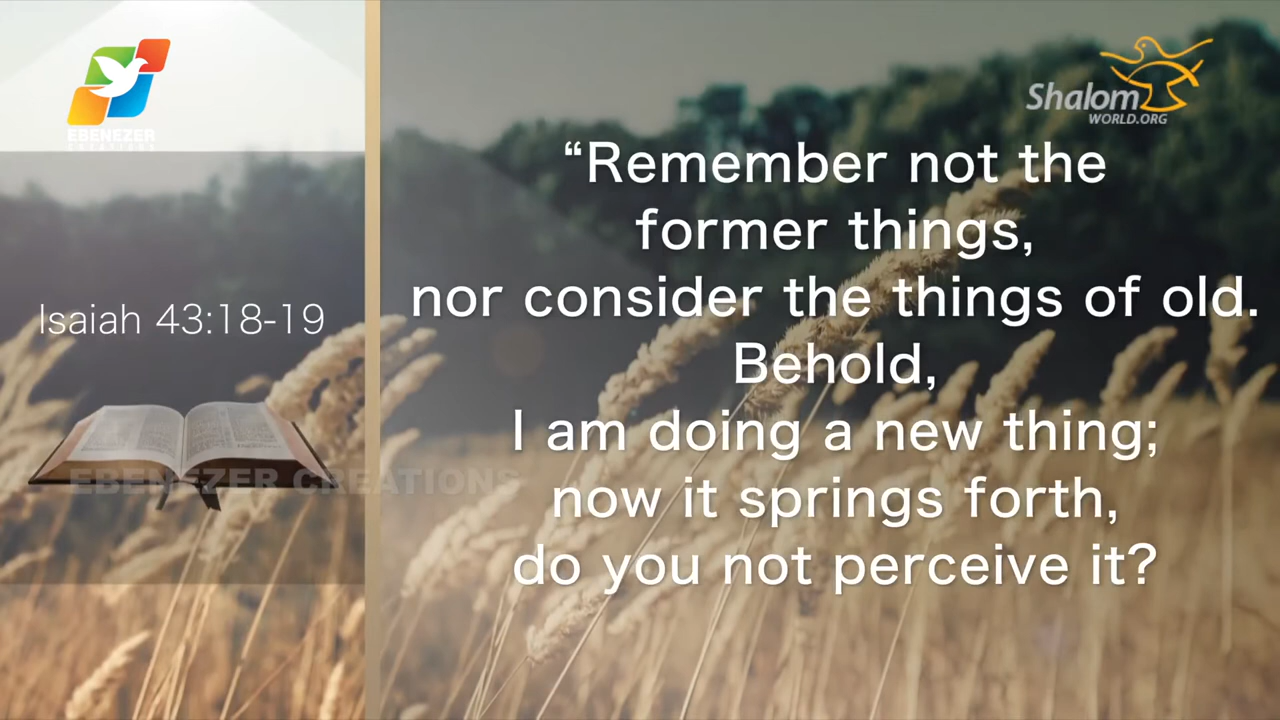 EBENEZER
CREATIONS
Shalom
WORLD.ORG
Isaiah 43:18-19
“Remember not the
former things,
nor consider the things of old.
Behold,
I am doing a new thing;
now it springs forth,
do you not perceive it?
EBENEZER CREATIONS